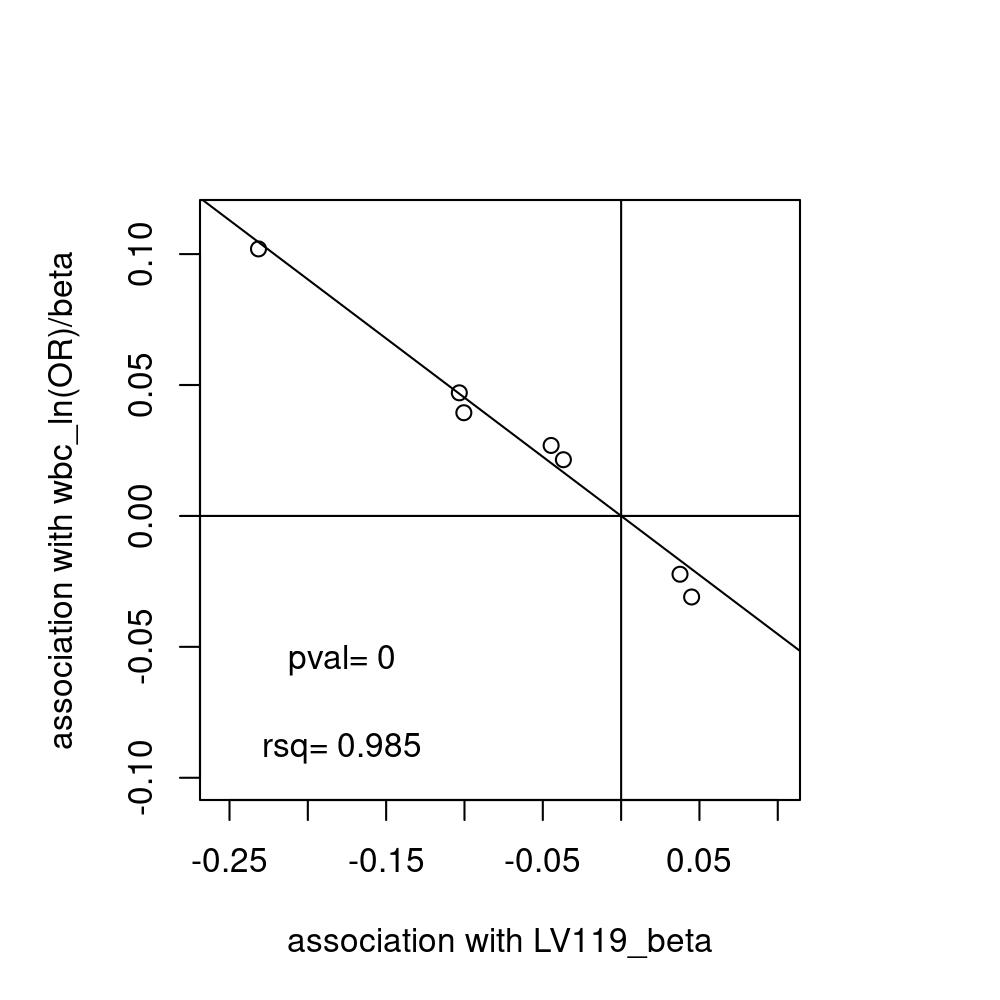 association with wbc_ln(OR)/beta
0.10
0.05
0.00
-0.05
-0.10
pval= 0
rsq= 0.985
-0.25 -0.15 -0.05 0.05
association with LV119_beta